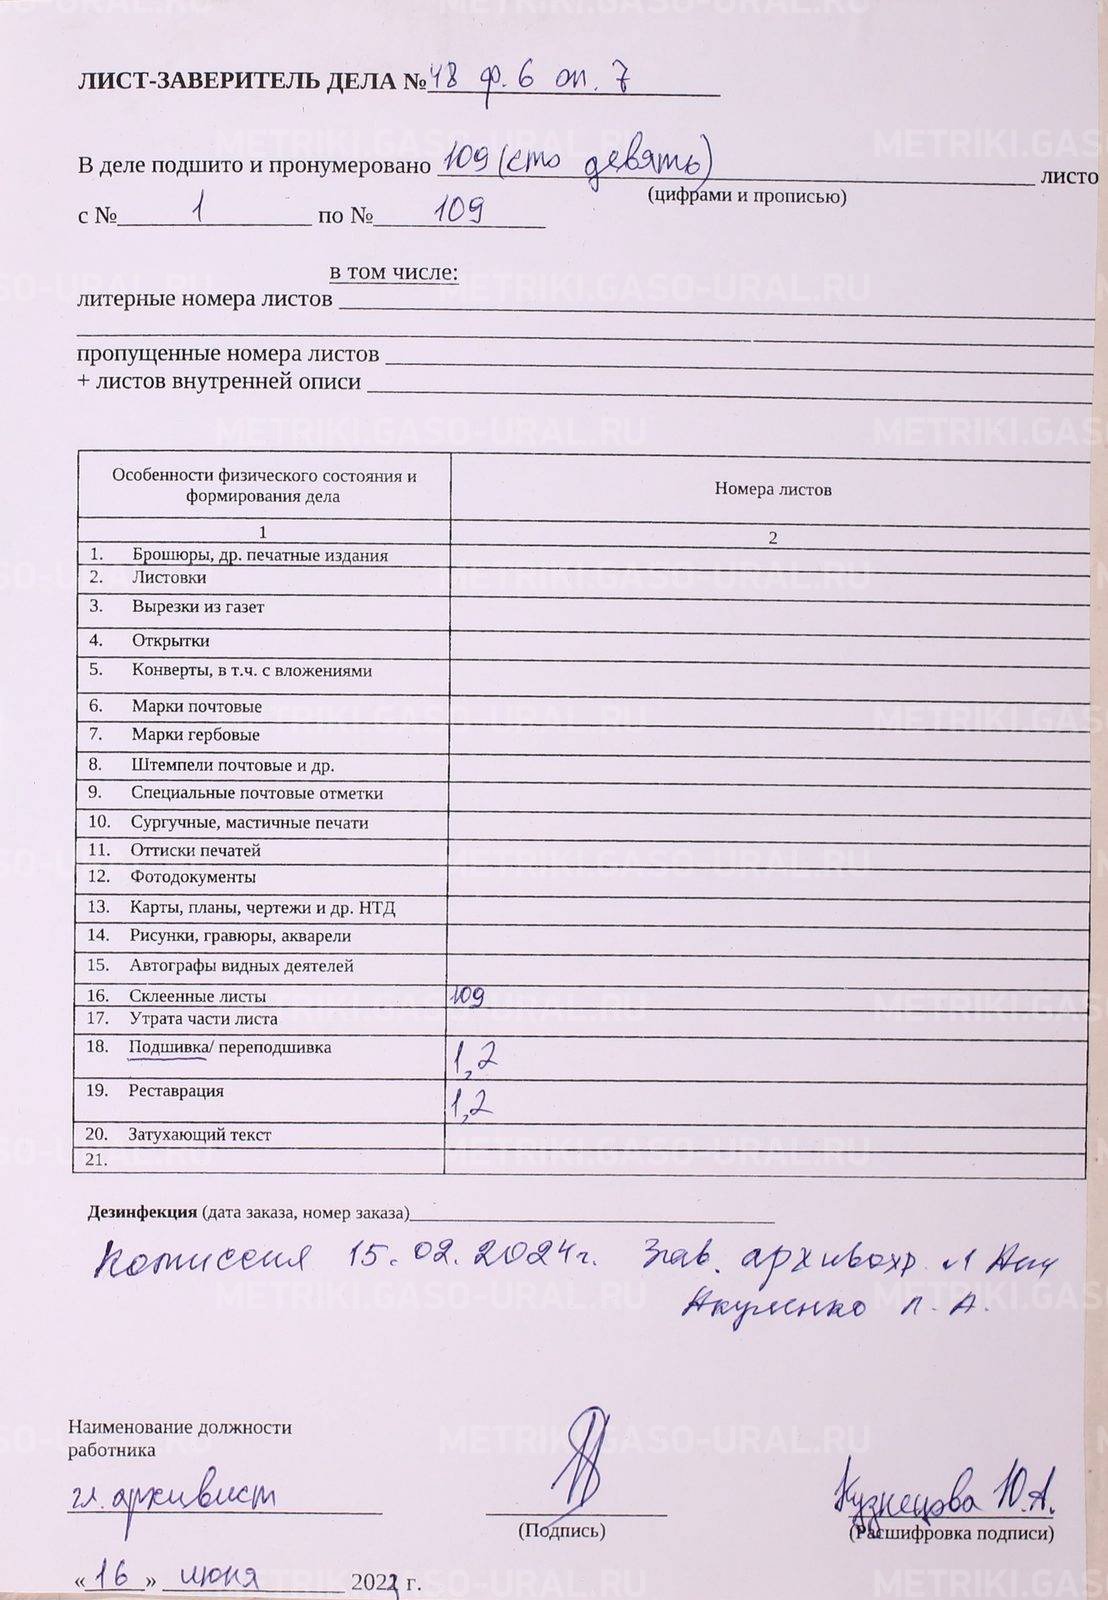 ЛИСТ-ЗАВЕРИТЕЛЬ ДЕЛА № 48 ф. 6 оп. 7
В деле подшито и пронумеровано 109 (сто девять) листо
(цифрами и прописью)
с № 1 по № 109
в том числе:
литерные номера листов
пропущенные номера листов
+ листов внутренней описи
Особенности физического состояния и
формирования дела
Номера листов
1 2
1. Брошюры, др. печатные издания
2. Листовки
3. Вырезки из газет
4. Открытки
5. Конверты, в т.ч. с вложениями
6. Марки почтовые
7. Марки гербовые
8. Штемпели почтовые и др.
9. Специальные почтовые отметки
10. Сургучные, мастичные печати
11. Оттиски печатей
12. Фотодокументы
13. Карты, планы, чертежи и др. НТД
14. Рисунки, гравюры, акварели
15. Автографы видных деятелей
16. Склеенные листы 109
17. Утрата части листа
18. Подшивка/ переподшивка 1,2
19. Реставрация 1,2
20. Затухающий текст
21.
Дезинфекция (дата заказа, номер заказа)
Комиссия 15.02.2024г. Зав. архивохр.
Якуменко Л. А.
Наименование должности
работника
гл. архивист
Кузнецова Ю.А.
(Подпись) (Расшифровка подписи)
«16» июня 202 г.
METRIKI.GASO-URAL.RU